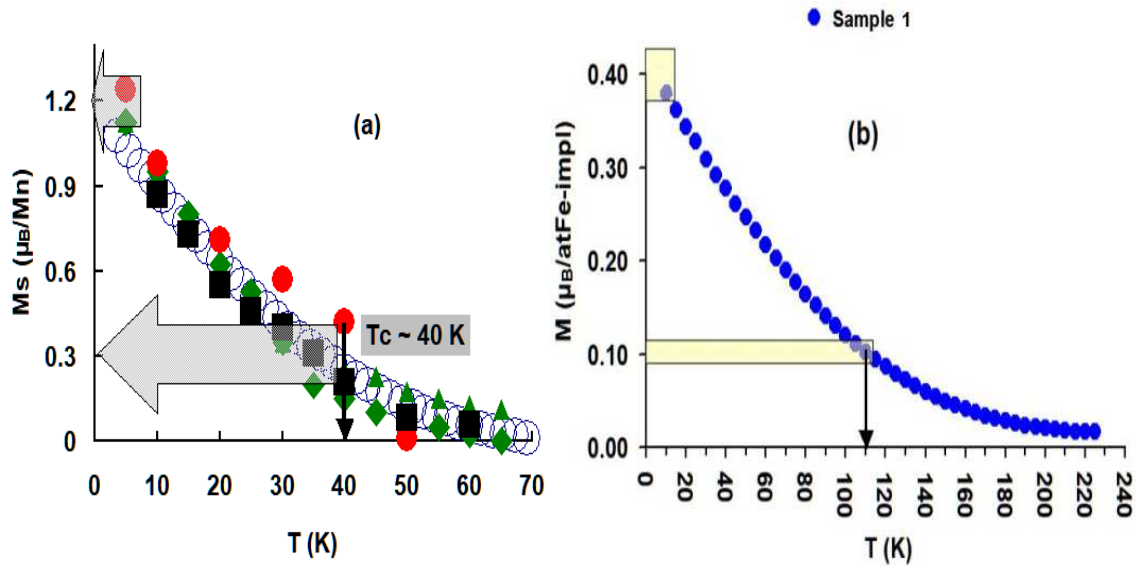 Sample 1
(a)
Ms (μB/Mn)
1.2
0.9
0.6
0.3
0
Tc ~ 40 K
0 10 20 30 40 50 60 70
T (K)
(b)
M (μB/atFe-impl)
0.40
0.30
0.20
0.10
0.00
0 20 40 60 80 100 120 140 160 180 200 220 240
T (K)